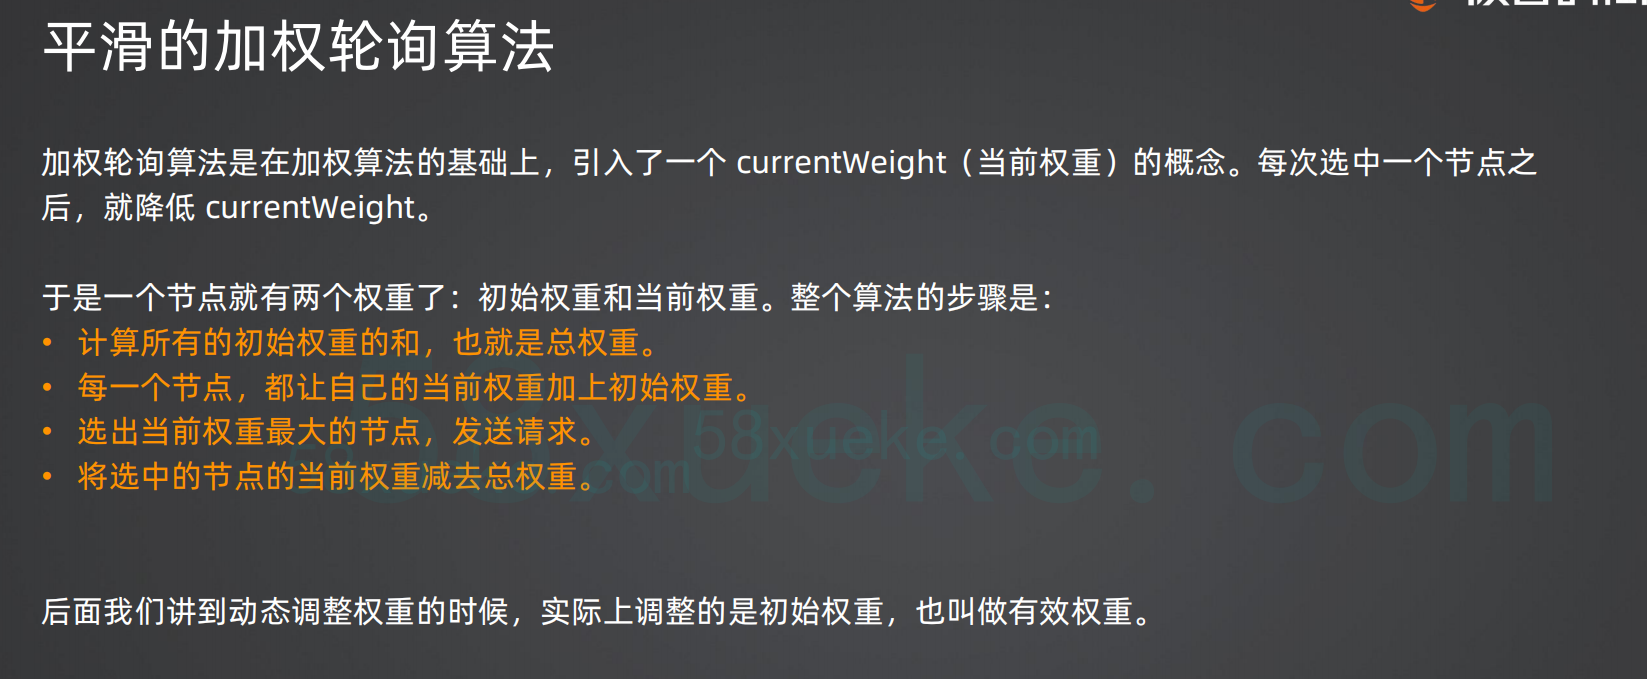 平滑的加权轮询算法
加权轮询算法是在加权算法的基础上，引入了一个 currentWeight（当前权重）的概念。每次选中一个节点之
后，就降低 currentWeight。
于是一个节点就有两个权重了：初始权重和当前权重。整个算法的步骤是：
• 计算所有的初始权重的和，也就是总权重。
• 每一个节点，都让自己的当前权重加上初始权重。
• 选出当前权重最大的节点，发送请求。
• 将选中的节点的当前权重减去总权重。
58xueke.com
58xueke.com
后面我们讲到动态调整权重的时候，实际上调整的是初始权重，也叫做有效权重。